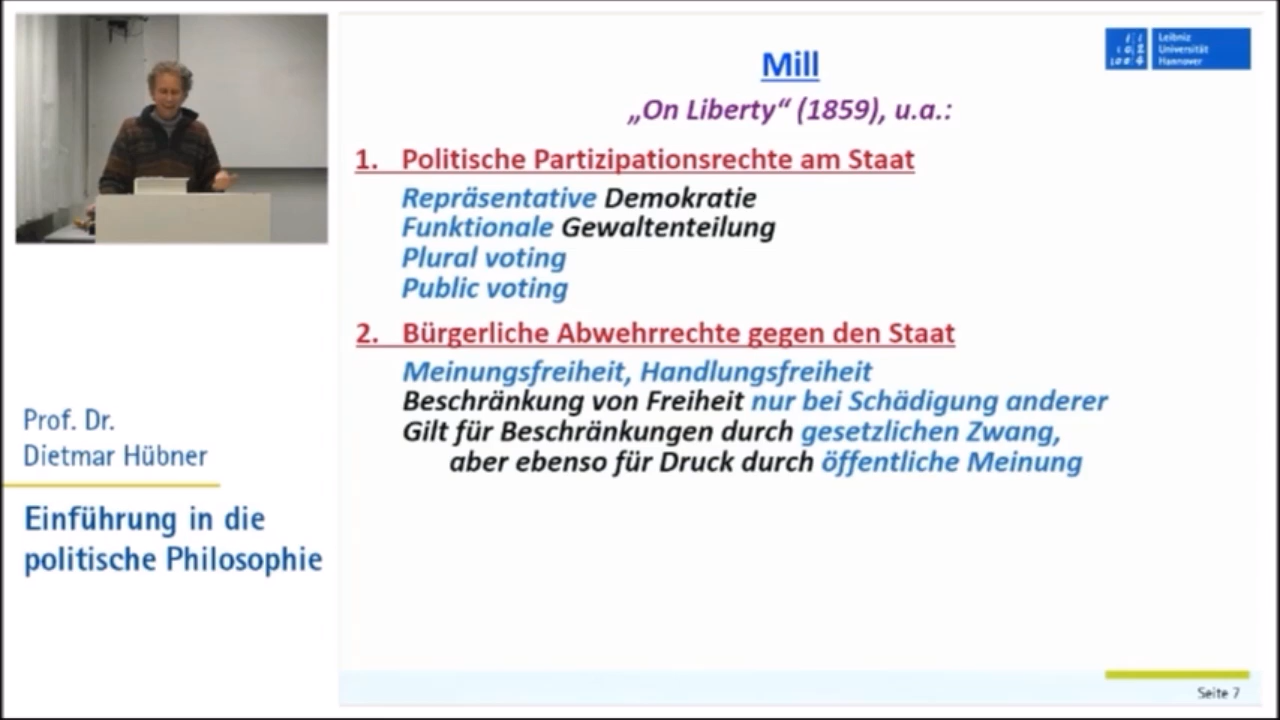 Mill
„On Liberty“ (1859), u.a.:
1. Politische Partizipationsrechte am Staat
Repräsentative Demokratie
Funktionale Gewaltenteilung
Plural voting
Public voting
2. Bürgerliche Abwehrrechte gegen den Staat
Meinungsfreiheit, Handlungsfreiheit
Beschränkung von Freiheit nur bei Schädigung anderer
Gilt für Beschränkungen durch gesetzlichen Zwang,
aber ebenso für Druck durch öffentliche Meinung
Leibniz
Universität
Hannover
Prof. Dr.
Dietmar Hübner
Einführung in die
politische Philosophie
Seite 7